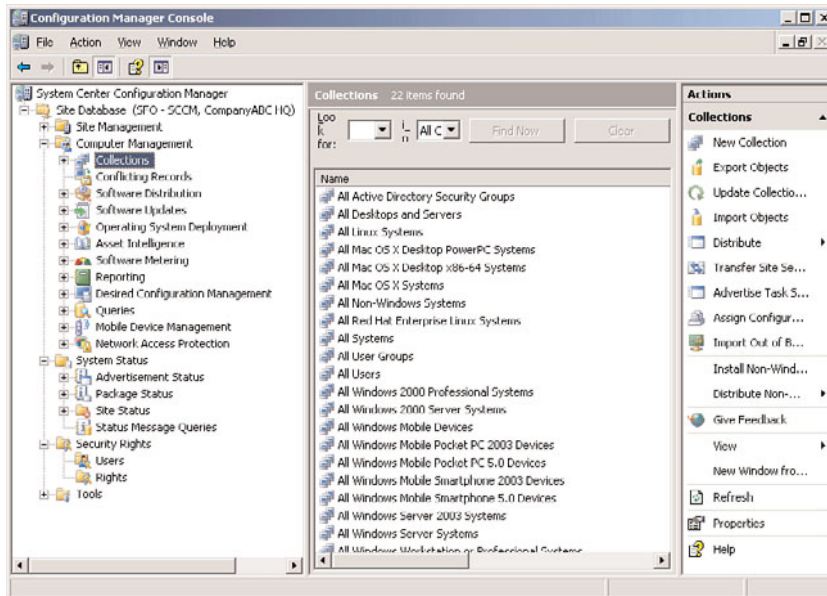 Configuration Manager Console
File Action View Window Help
System Center Configuration Manager
Site Database (SFO - SCCM, CompanyABC HQ)
Site Management
Computer Management
Collections
Conflicting Records
Software Distribution
Software Updates
Operating System Deployment
Asset Intelligence
Software Metering
Reporting
Desired Configuration Management
Queries
Mobile Device Management
Network Access Protection
System Status
Advertisement Status
Package Status
Site Status
Status Message Queries
Security Rights
Users
Rights
Tools
Collections 22 items found
Loo
k
for:
i
n
All C
Find Now
Clear
Name
All Active Directory Security Groups
All Desktops and Servers
All Linux Systems
All Mac OS X Desktop PowerPC Systems
All Mac OS X Desktop x86-64 Systems
All Mac OS X Systems
All Non-Windows Systems
All Red Hat Enterprise Linux Systems
All Systems
All User Groups
All Users
All Windows 2000 Professional Systems
All Windows 2000 Server Systems
All Windows Mobile Devices
All Windows Mobile Pocket PC 2003 Devices
All Windows Mobile Pocket PC 5.0 Devices
All Windows Mobile Smartphone 2003 Devices
All Windows Mobile Smartphone 5.0 Devices
All Windows Server 2003 Systems
All Windows Server Systems
All Windows Workstation or Professional Systems
Actions
Collections
New Collection
Export Objects
Update Collectio...
Import Objects
Distribute
Transfer Site Se...
Advertise Task S...
Assign Configur...
Import Out of B...
Install Non-Wind...
Distribute Non-...
Give Feedback
View
New Window fro...
Refresh
Properties
Help